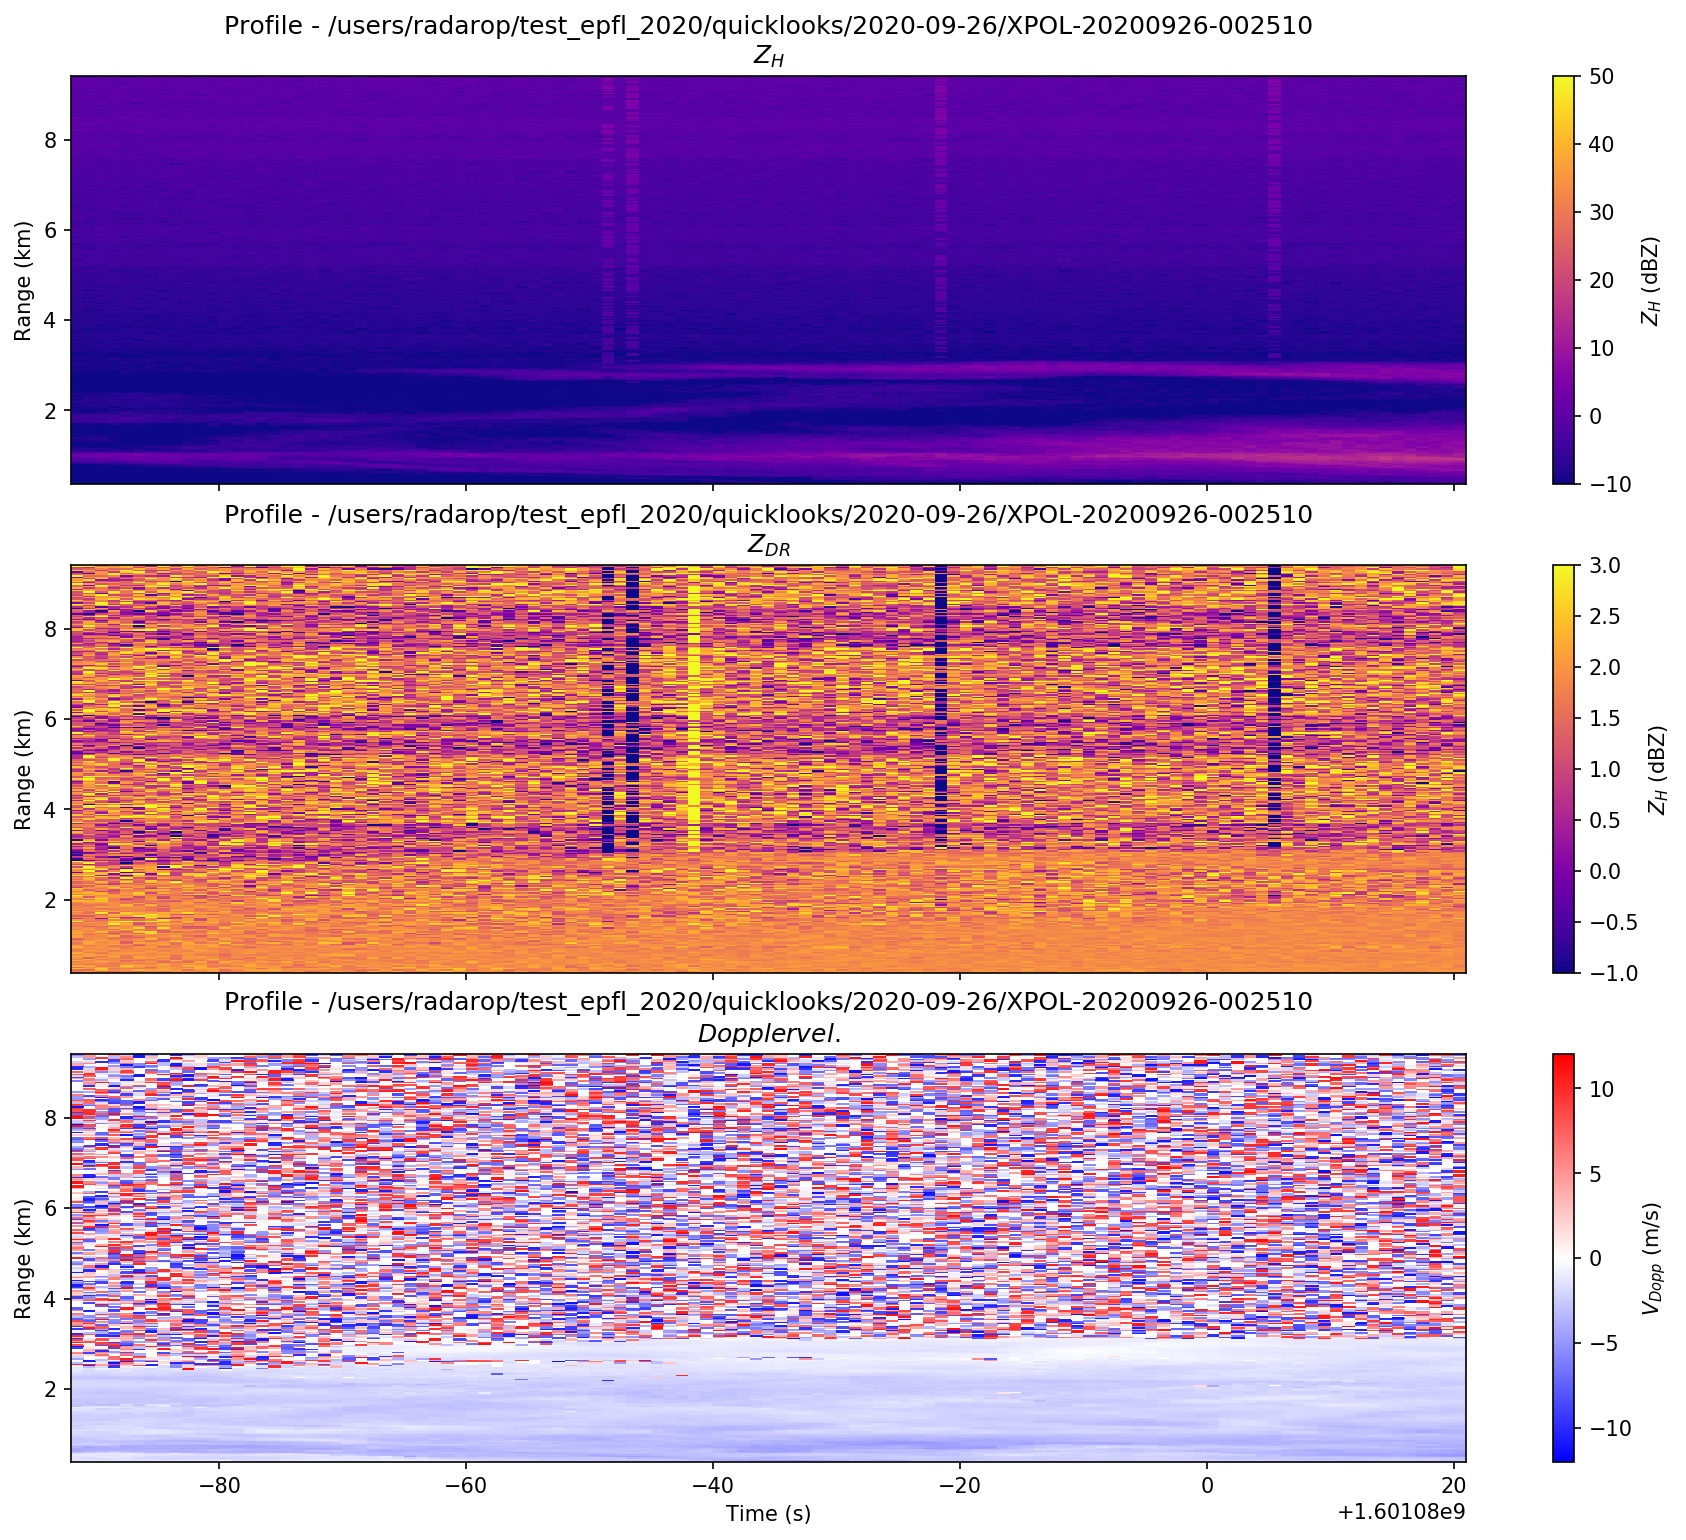 Profile - /users/radarop/test_epfl_2020/quicklooks/2020-09-26/XPOL-20200926-002510
Z_H
8
6
4
2
Range (km)
50
40
30
20
10
0
−10
Z_H (dBZ)
Profile - /users/radarop/test_epfl_2020/quicklooks/2020-09-26/XPOL-20200926-002510
Z_DR
8
6
4
2
Range (km)
3.0
2.5
2.0
1.5
1.0
0.5
0.0
−0.5
−1.0
Z_H (dBZ)
Profile - /users/radarop/test_epfl_2020/quicklooks/2020-09-26/XPOL-20200926-002510
Dopplervel.
8
6
4
2
Range (km)
10
5
0
−5
−10
V_Dopp (m/s)
−80 −60 −40 −20 0 20
Time (s)
+1.60108e9